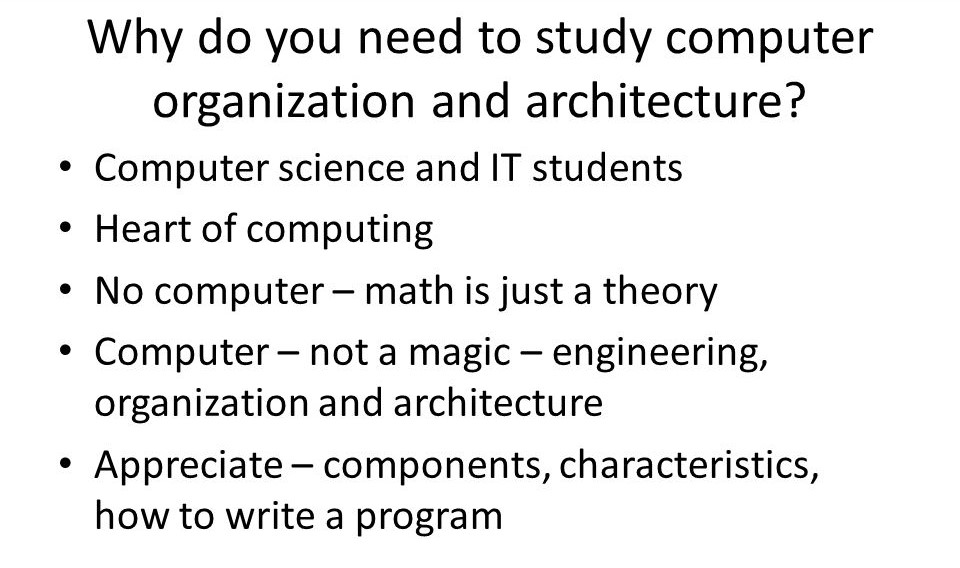 Why do you need to study computer
organization and architecture?
• Computer science and IT students
• Heart of computing
• No computer – math is just a theory
• Computer – not a magic – engineering,
organization and architecture
• Appreciate – components, characteristics,
how to write a program